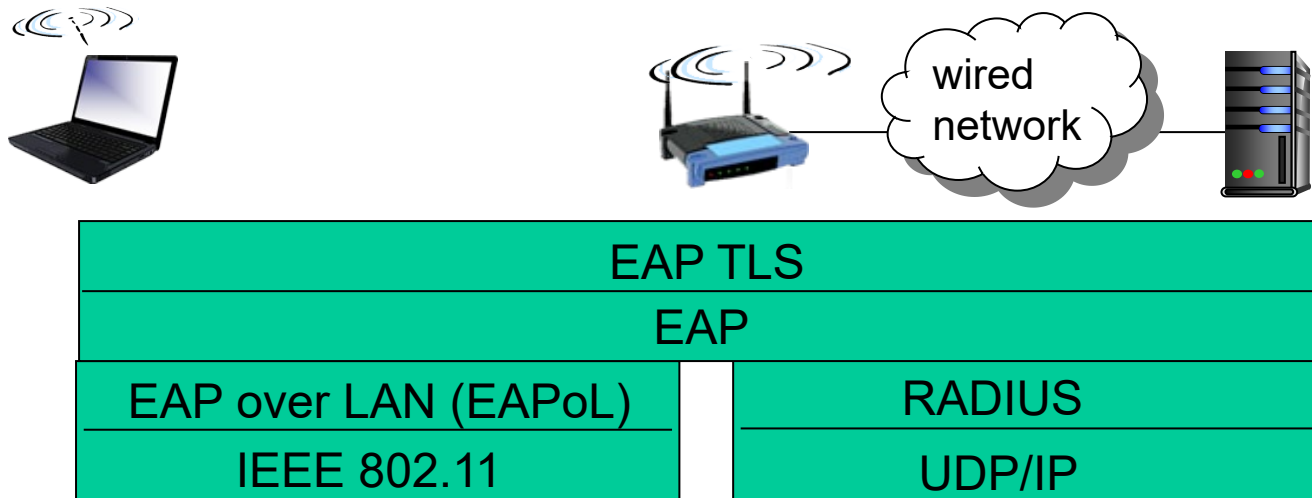 wired
network
EAP TLS
EAP
EAP over LAN (EAPoL)
RADIUS
IEEE 802.11
UDP/IP